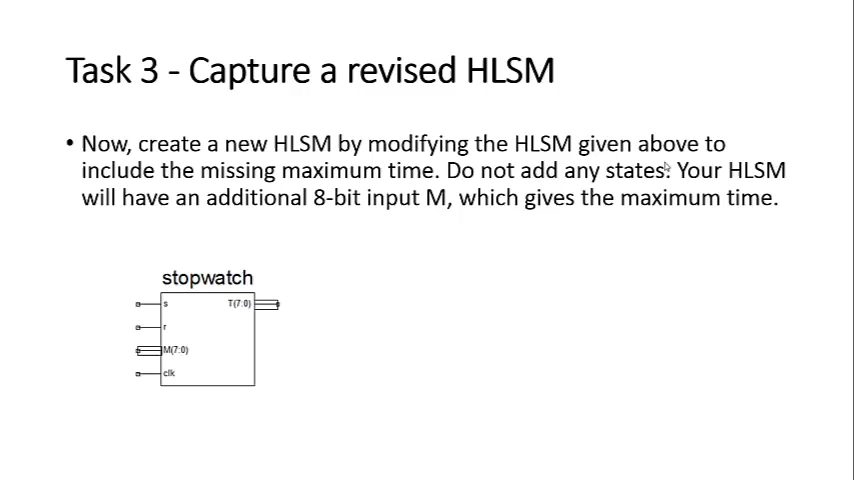 Task 3 - Capture a revised HLSM
• Now, create a new HLSM by modifying the HLSM given above to
include the missing maximum time. Do not add any states. Your HLSM
will have an additional 8-bit input M, which gives the maximum time.
stopwatch
s T(7:0)
r
M(7:0)
clk